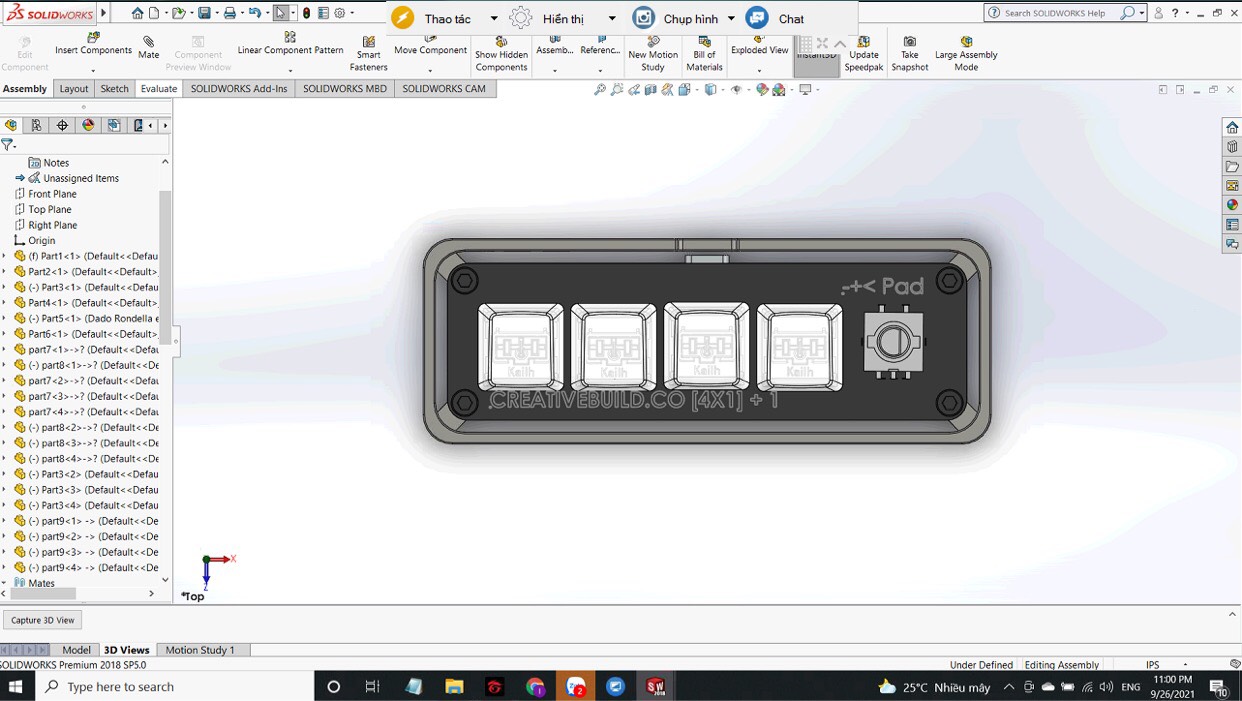 SOLIDWORKS
Thao tác
Hiển thị
Chụp hình
Chat
Search SOLIDWORKS Help
Edit Component
Insert Components
Mate
Component Preview Window
Linear Component Pattern
Smart Fasteners
Move Component
Show Hidden Components
Assemb...
Referenc...
New Motion Study
Bill of Materials
Exploded View
Instant3D
Update Speedpak
Take Snapshot
Large Assembly Mode
Assembly
Layout
Sketch
Evaluate
SOLIDWORKS Add-Ins
SOLIDWORKS MBD
SOLIDWORKS CAM
Notes
Unassigned Items
Front Plane
Top Plane
Right Plane
Origin
(f) Part1<1> (Default<<Defau
Part2<1> (Default<<Default>
(-) Part3<1> (Default<<Defau
Part4<1> (Default<<Default>
(-) Part5<1> (Dado Rondella e
Part6<1> (Default<<Default>
part7<1>->? (Default<<Defau
(-) part8<1>->? (Default<<De
part7<2>->? (Default<<Defau
part7<3>->? (Default<<Defau
part7<4>->? (Default<<Defau
(-) part8<2>->? (Default<<De
(-) part8<3>->? (Default<<De
(-) part8<4>->? (Default<<De
(-) Part3<2> (Default<<Defau
(-) Part3<3> (Default<<Defau
(-) Part3<4> (Default<<Defau
(-) part9<1> -> (Default<<De
(-) part9<2> -> (Default<<De
(-) part9<3> -> (Default<<De
(-) part9<4> -> (Default<<De
Mates
.-+< Pad
Kailh
Kailh
Kailh
Kailh
.CREATIVEBUILD.CO [4X1] + 1
X
Z
*Top
Capture 3D View
Model
3D Views
Motion Study 1
SOLIDWORKS Premium 2018 SP5.0
Under Defined
Editing Assembly
IPS
Type here to search
2
SW
2018
25°C Nhiều mây
ENG
11:00 PM
9/26/2021
10